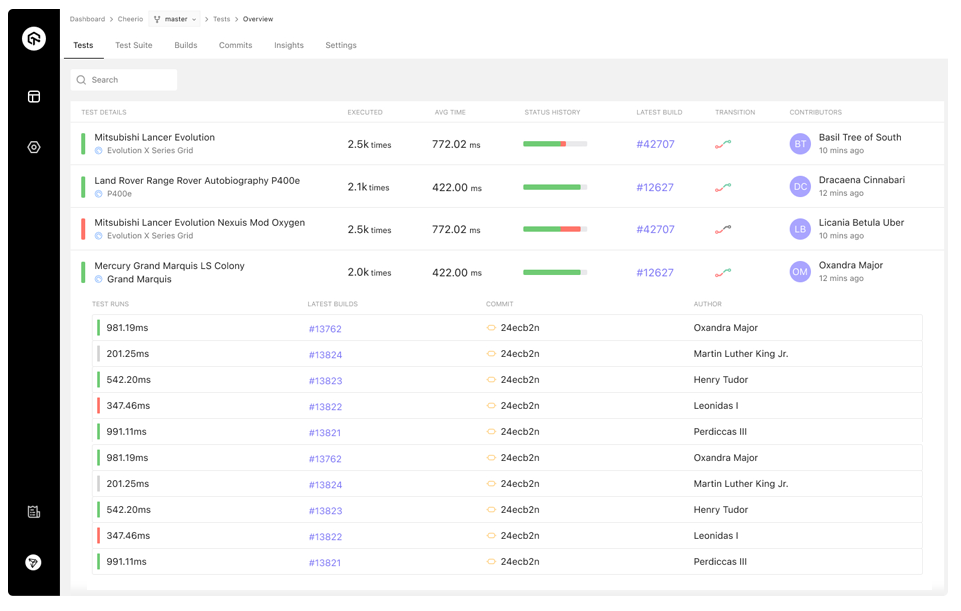 Dashboard > Cheerio master > Tests > Overview
Tests Test Suite Builds Commits Insights Settings
Search
TEST DETAILS EXECUTED AVG TIME STATUS HISTORY LATEST BUILD TRANSITION CONTRIBUTORS
Mitsubishi Lancer Evolution 2.5k times 772.02 ms #42707 BT Basil Tree of South
Evolution X Series Grid 10 mins ago
Land Rover Range Rover Autobiography P400e 2.1k times 422.00 ms #12627 DC Dracaena Cinnabari
P400e 12 mins ago
Mitsubishi Lancer Evolution Nexuis Mod Oxygen 2.5k times 772.02 ms #42707 LB Licania Betula Uber
Evolution X Series Grid 10 mins ago
Mercury Grand Marquis LS Colony 2.0k times 422.00 ms #12627 OM Oxandra Major
Grand Marquis 12 mins ago
TEST RUNS LATEST BUILDS COMMIT AUTHOR
981.19ms #13762 24ecb2n Oxandra Major
201.25ms #13824 24ecb2n Martin Luther King Jr.
542.20ms #13823 24ecb2n Henry Tudor
347.46ms #13822 24ecb2n Leonidas I
991.11ms #13821 24ecb2n Perdiccas III
981.19ms #13762 24ecb2n Oxandra Major
201.25ms #13824 24ecb2n Martin Luther King Jr.
542.20ms #13823 24ecb2n Henry Tudor
347.46ms #13822 24ecb2n Leonidas I
991.11ms #13821 24ecb2n Perdiccas III